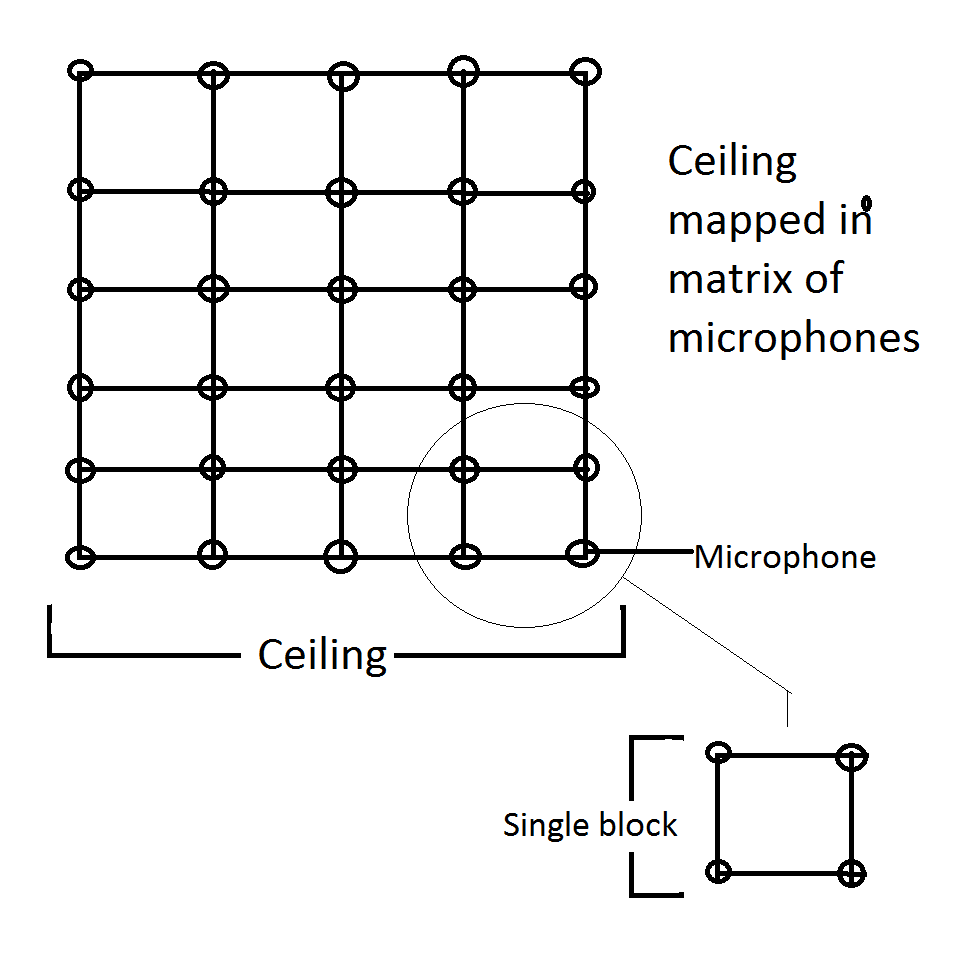 Ceiling
mapped in
matrix of
microphones
Microphone
Ceiling
Single block